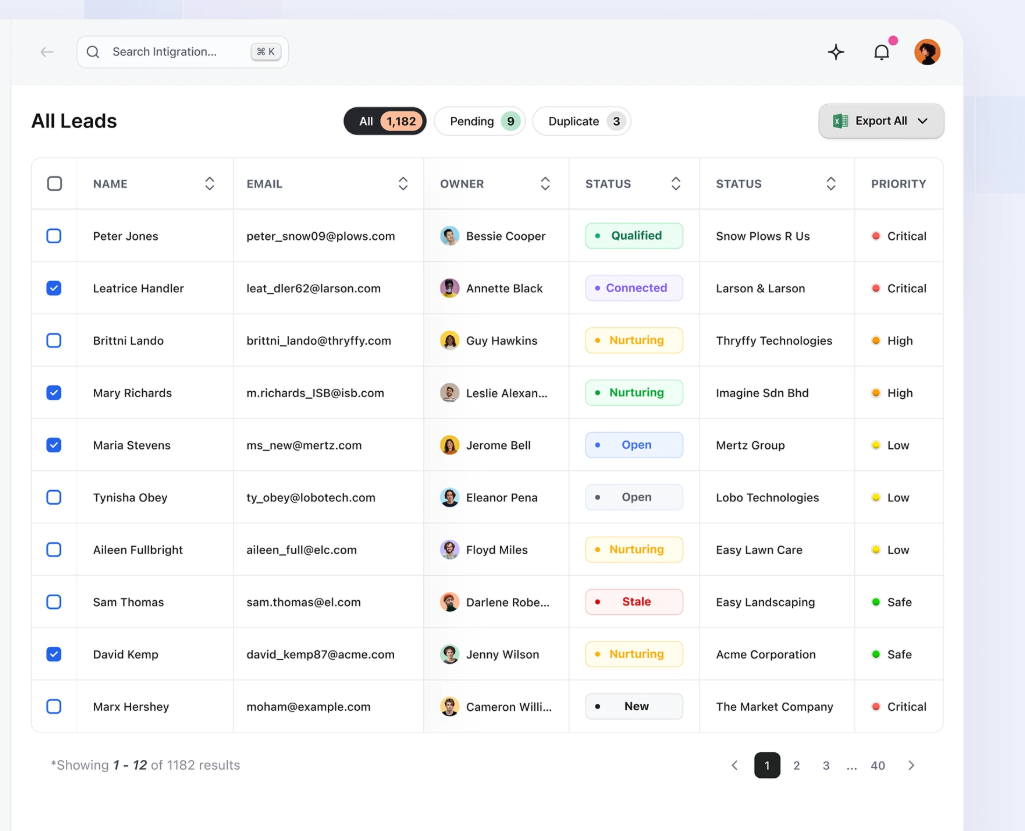 Search Intigration... ⌘ K
All Leads
All 1,182 Pending 9 Duplicate 3
Export All
NAME EMAIL OWNER STATUS STATUS PRIORITY
Peter Jones peter_snow09@plows.com Bessie Cooper Qualified Snow Plows R Us Critical
Leatrice Handler leat_dler62@larson.com Annette Black Connected Larson & Larson Critical
Brittni Lando brittni_lando@thryffy.com Guy Hawkins Nurturing Thryffy Technologies High
Mary Richards m.richards_ISB@isb.com Leslie Alexan... Nurturing Imagine Sdn Bhd High
Maria Stevens ms_new@mertz.com Jerome Bell Open Mertz Group Low
Tynisha Obey ty_obey@lobotech.com Eleanor Pena Open Lobo Technologies Low
Aileen Fullbright aileen_full@elc.com Floyd Miles Nurturing Easy Lawn Care Low
Sam Thomas sam.thomas@el.com Darlene Robe... Stale Easy Landscaping Safe
David Kemp david_kemp87@acme.com Jenny Wilson Nurturing Acme Corporation Safe
Marx Hershey moham@example.com Cameron Willi... New The Market Company Critical
*Showing 1 - 12 of 1182 results 1 2 3 ... 40